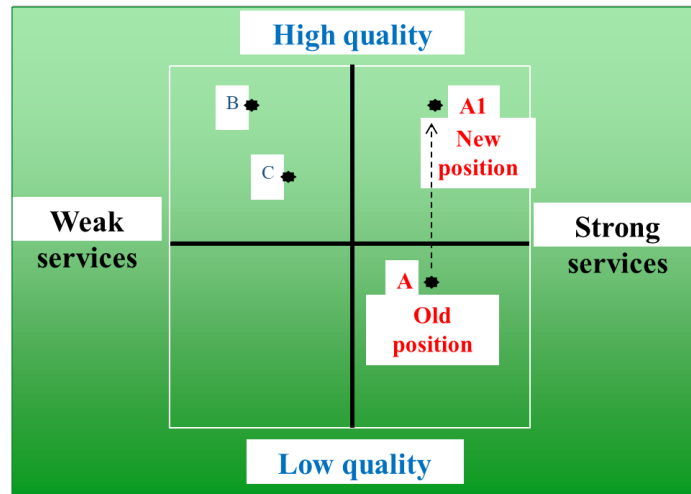 High quality
B
A1
New
position
C
Weak
services
Strong
services
A
Old
position
Low quality